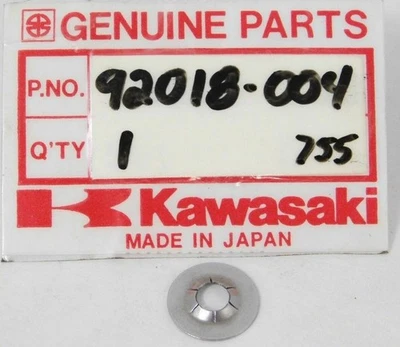 GENUINE PARTS
P.NO. 92018-004
Q'TY 1 755
Kawasaki
MADE IN JAPAN